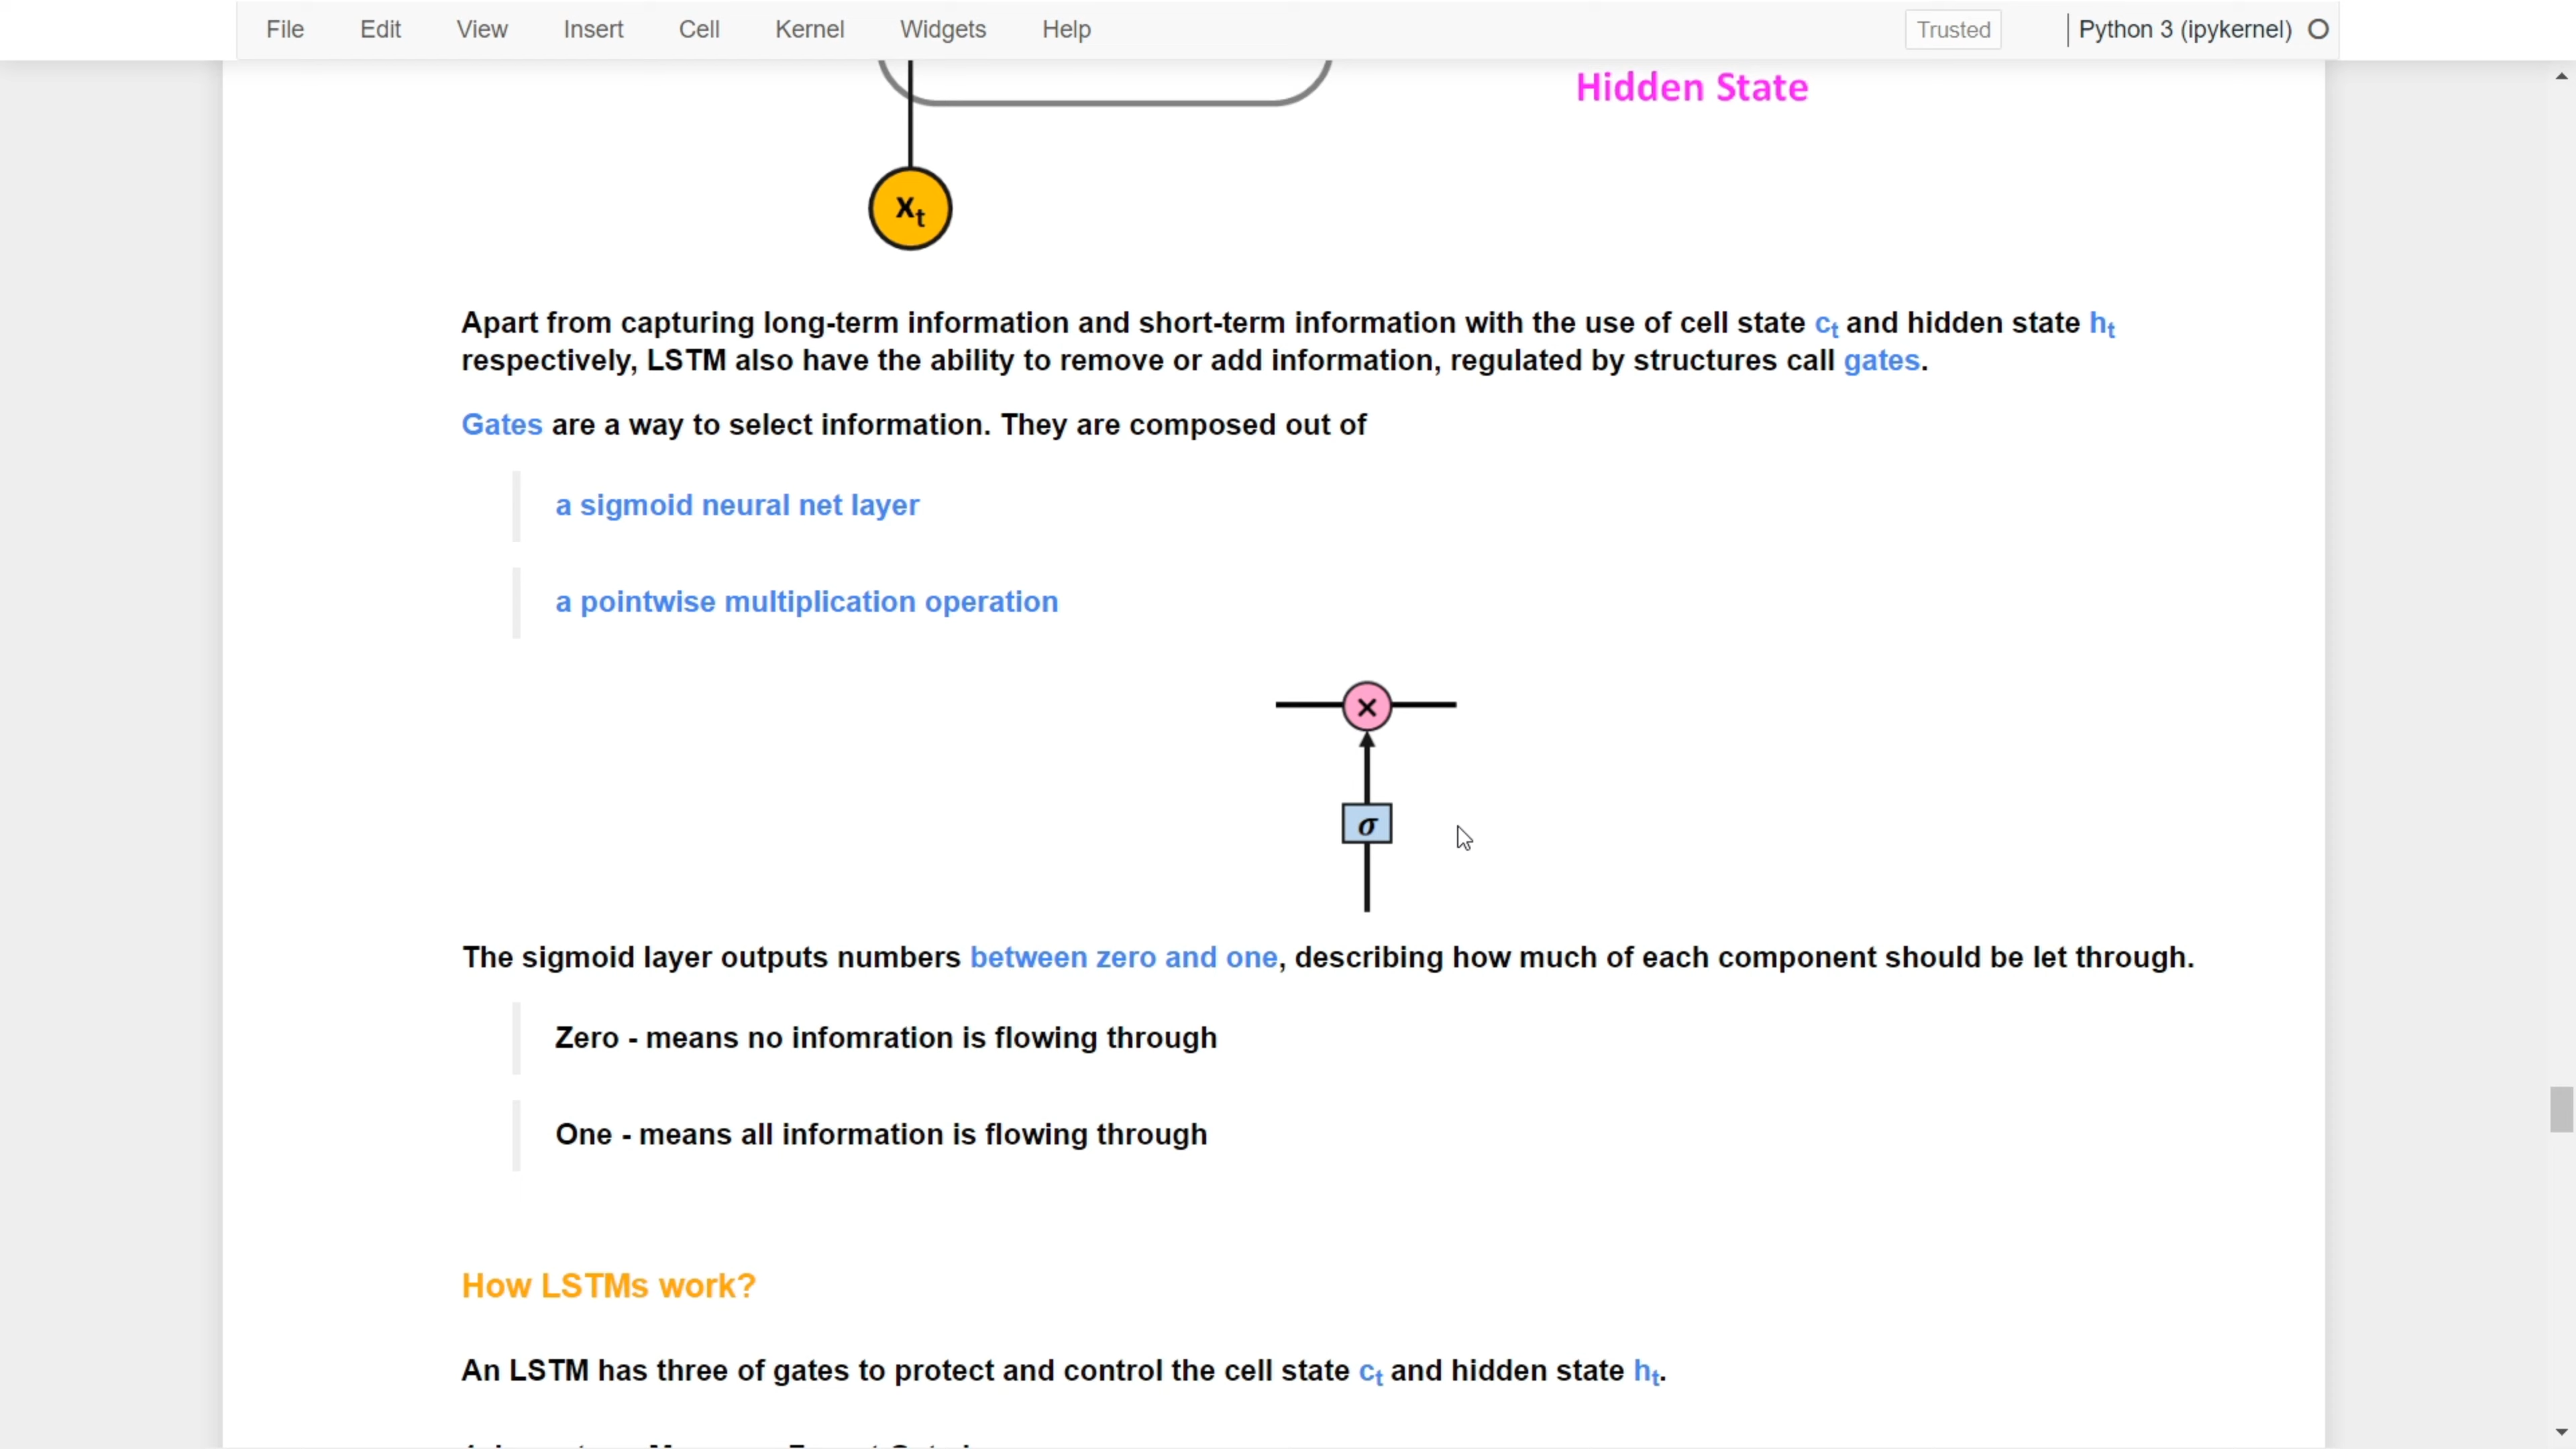 File Edit View Insert Cell Kernel Widgets Help Trusted Python 3 (ipykernel)
Hidden State
xt
Apart from capturing long-term information and short-term information with the use of cell state ct and hidden state ht
respectively, LSTM also have the ability to remove or add information, regulated by structures call gates.
Gates are a way to select information. They are composed out of
a sigmoid neural net layer
a pointwise multiplication operation
×
σ
The sigmoid layer outputs numbers between zero and one, describing how much of each component should be let through.
Zero - means no infomration is flowing through
One - means all information is flowing through
How LSTMs work?
An LSTM has three of gates to protect and control the cell state ct and hidden state ht.